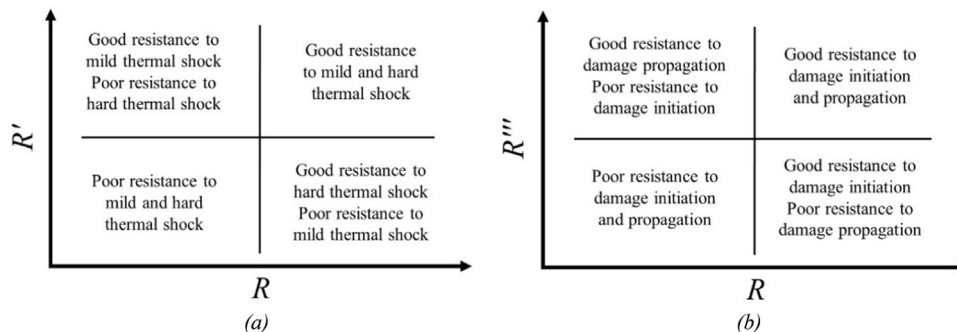 R'
Good resistance to
mild thermal shock
Poor resistance to
hard thermal shock
Good resistance
to mild and hard
thermal shock
Poor resistance to
mild and hard
thermal shock
Good resistance to
hard thermal shock
Poor resistance to
mild thermal shock
R
(a)
R'''
Good resistance to
damage propagation
Poor resistance to
damage initiation
Good resistance to
damage initiation
and propagation
Poor resistance to
damage initiation
and propagation
Good resistance to
damage initiation
Poor resistance to
damage propagation
R
(b)